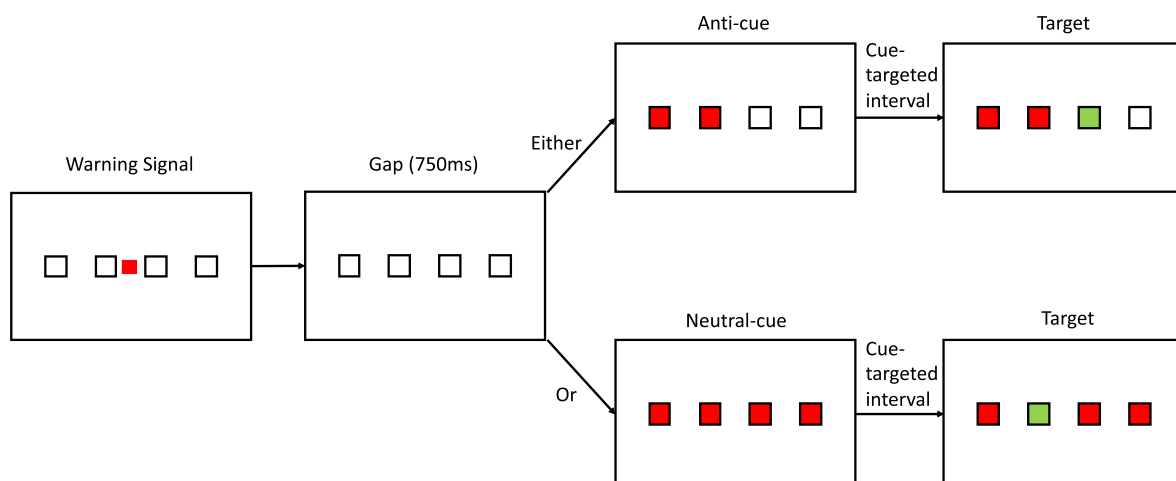 Warning Signal
Gap (750ms)
Either
Or
Anti-cue
Cue-
targeted
interval
Target
Neutral-cue
Cue-
targeted
interval
Target